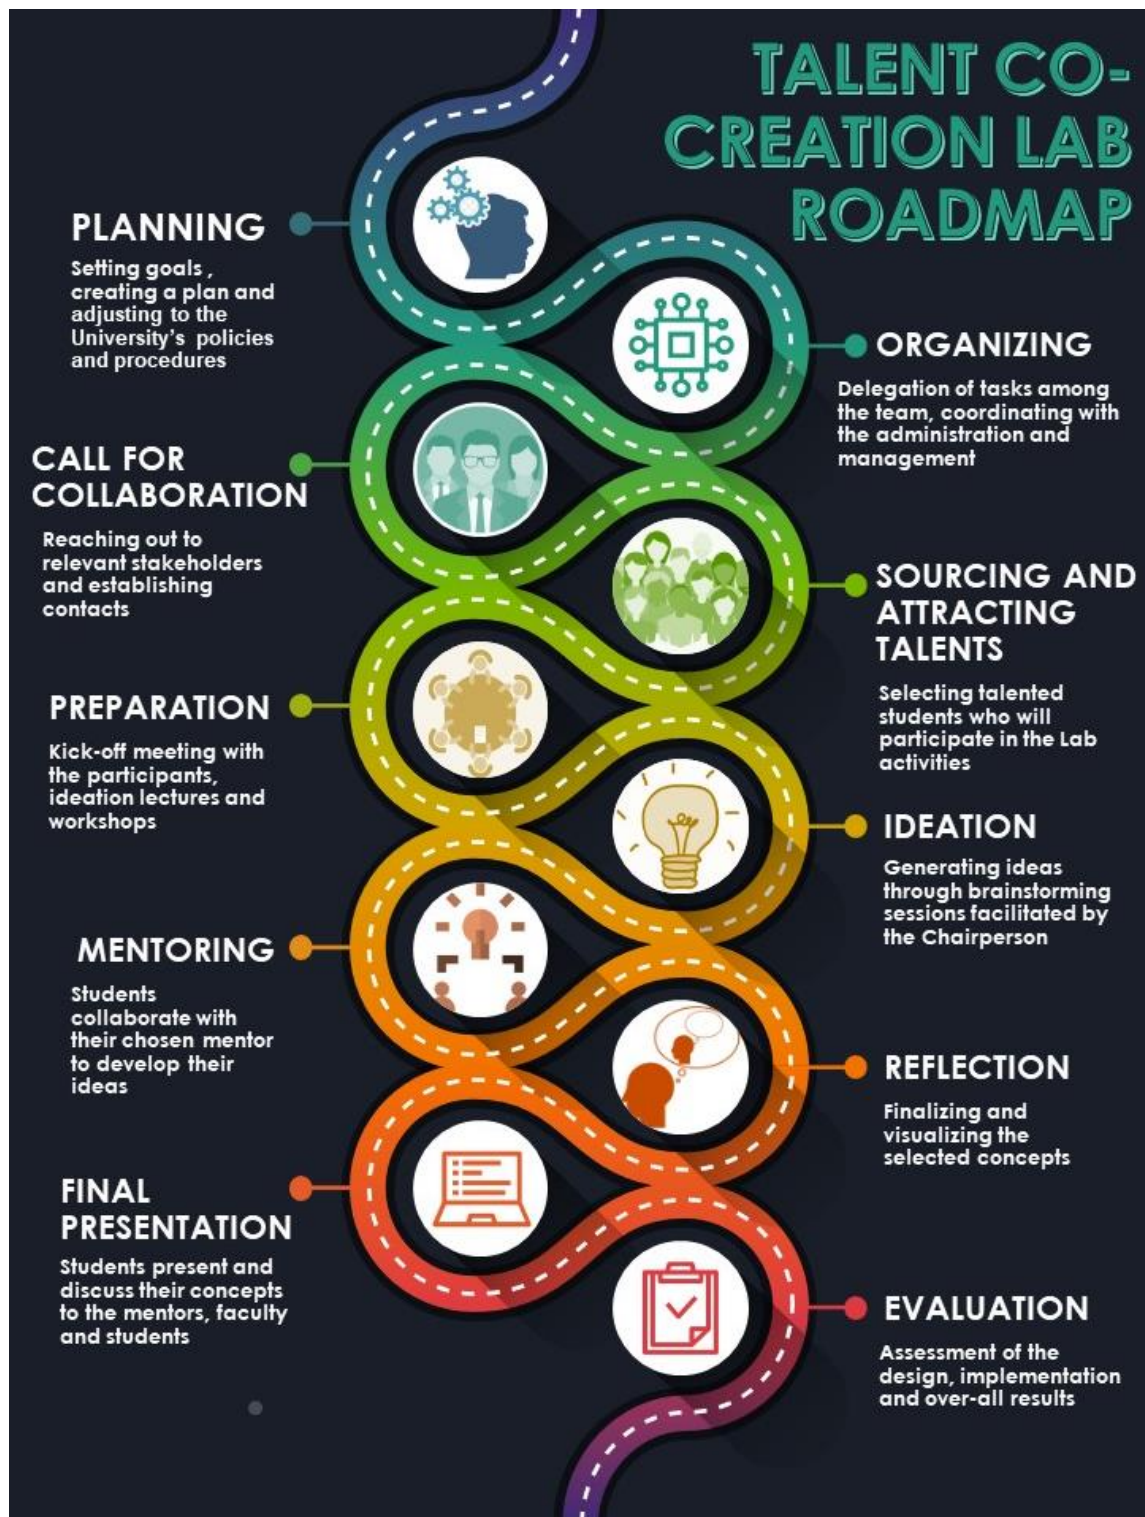 TALENT CO-
CREATION LAB
ROADMAP
PLANNING
Setting goals ,
creating a plan and
adjusting to the
University's policies
and procedures
ORGANIZING
Delegation of tasks among
the team, coordinating with
the administration and
management
CALL FOR
COLLABORATION
Reaching out to
relevant stakeholders
and establishing
contacts
SOURCING AND
ATTRACTING
TALENTS
Selecting talented
students who will
participate in the Lab
activities
PREPARATION
Kick-off meeting with
the participants,
ideation lectures and
workshops
IDEATION
Generating ideas
through brainstorming
sessions facilitated by
the Chairperson
MENTORING
Students
collaborate with
their chosen mentor
to develop their
ideas
REFLECTION
Finalizing and
visualizing the
selected concepts
FINAL
PRESENTATION
Students present and
discuss their concepts
to the mentors, faculty
and students
EVALUATION
Assessment of the
design, implementation
and over-all results